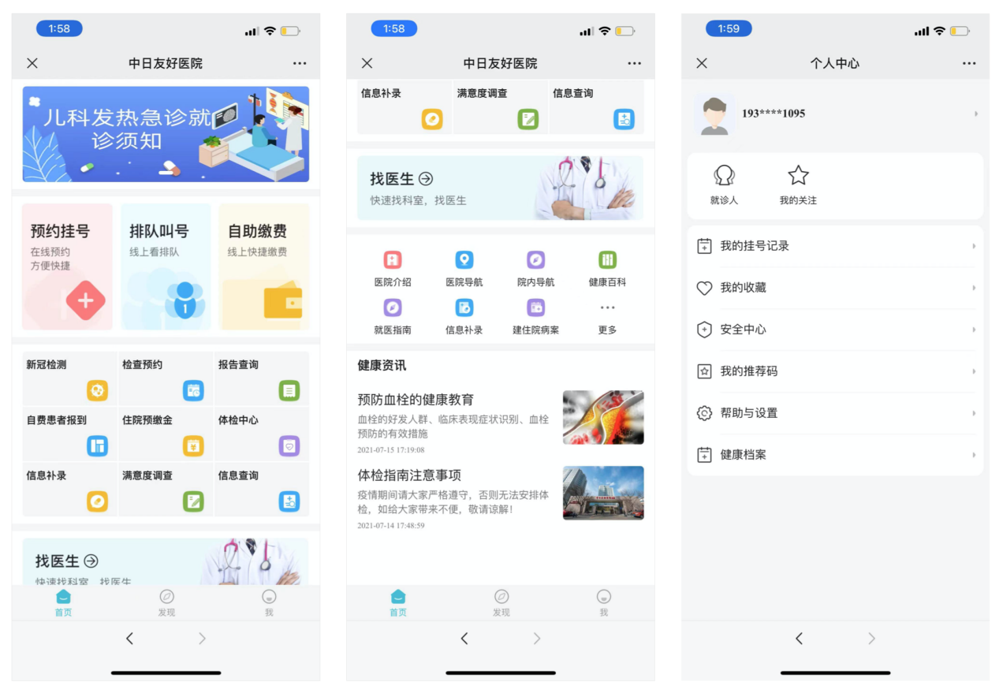 1:58
中日友好医院
儿科发热急诊就
诊须知
预约挂号
在线预约
方便快捷
排队叫号
线上看排队
1
自助缴费
线上快捷缴费
新冠检测
检查预约
报告查询
自费患者报到
住院预缴金
体检中心
信息补录
满意度调查
信息查询
找医生
快速找科室，找医生
首页
发现
我
1:58
中日友好医院
信息补录
满意度调查
信息查询
找医生
快速找科室，找医生
医院介绍
医院导航
院内导航
健康百科
就医指南
信息补录
建住院病案
更多
健康资讯
预防血栓的健康教育
血栓的好发人群、临床表现症状识别、血栓
预防的有效措施
2021-07-15 17:19:08
体检指南注意事项
疫情期间请大家严格遵守，否则无法安排体
检，如给大家带来不便，敬请谅解！
2021-07-14 17:48:59
首页
发现
我
1:59
个人中心
193****1095
就诊人
我的关注
我的挂号记录
我的收藏
安全中心
我的推荐码
帮助与设置
健康档案